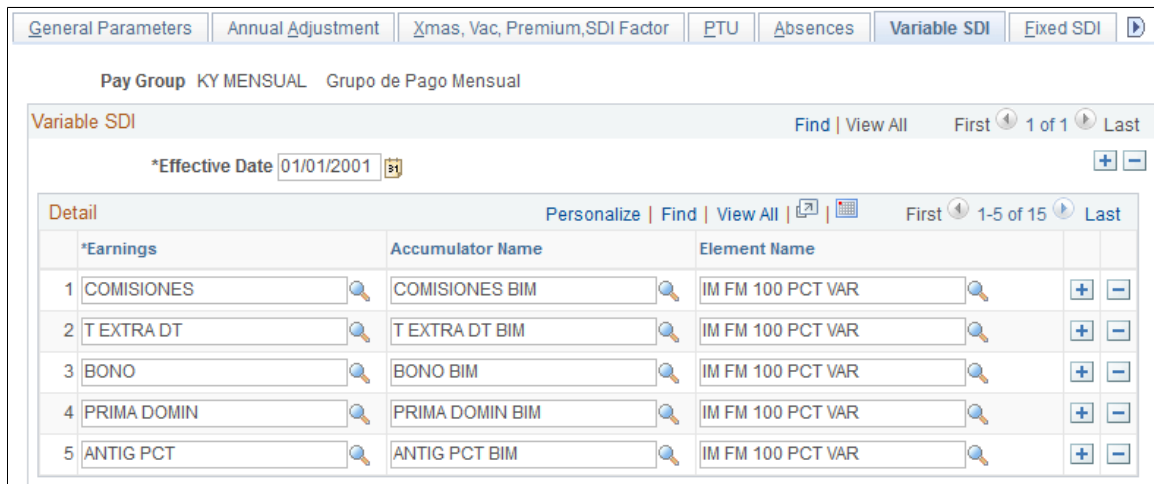 General Parameters Annual Adjustment Xmas, Vac, Premium,SDI Factor PTU Absences Variable SDI Fixed SDI
Pay Group KY MENSUAL Grupo de Pago Mensual
Variable SDI Find | View All First 1 of 1 Last
*Effective Date 01/01/2001 31
Detail Personalize | Find | View All | | First 1-5 of 15 Last
*Earnings Accumulator Name Element Name
1 COMISIONES COMISIONES BIM IM FM 100 PCT VAR
2 T EXTRA DT T EXTRA DT BIM IM FM 100 PCT VAR
3 BONO BONO BIM IM FM 100 PCT VAR
4 PRIMA DOMIN PRIMA DOMIN BIM IM FM 100 PCT VAR
5 ANTIG PCT ANTIG PCT BIM IM FM 100 PCT VAR